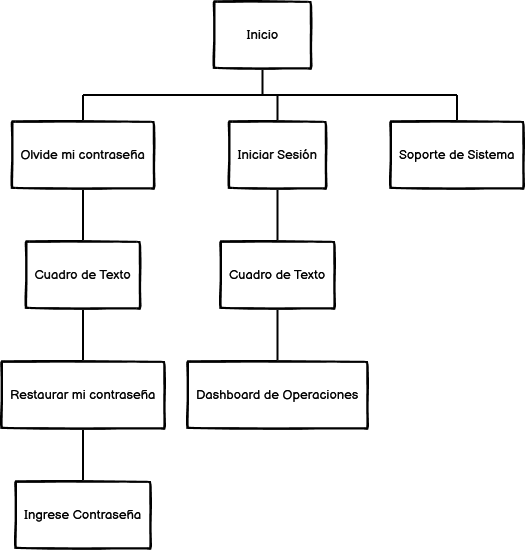 Inicio
Olvide mi contraseña
Iniciar Sesión
Soporte de Sistema
Cuadro de Texto
Cuadro de Texto
Restaurar mi contraseña
Dashboard de Operaciones
Ingrese Contraseña